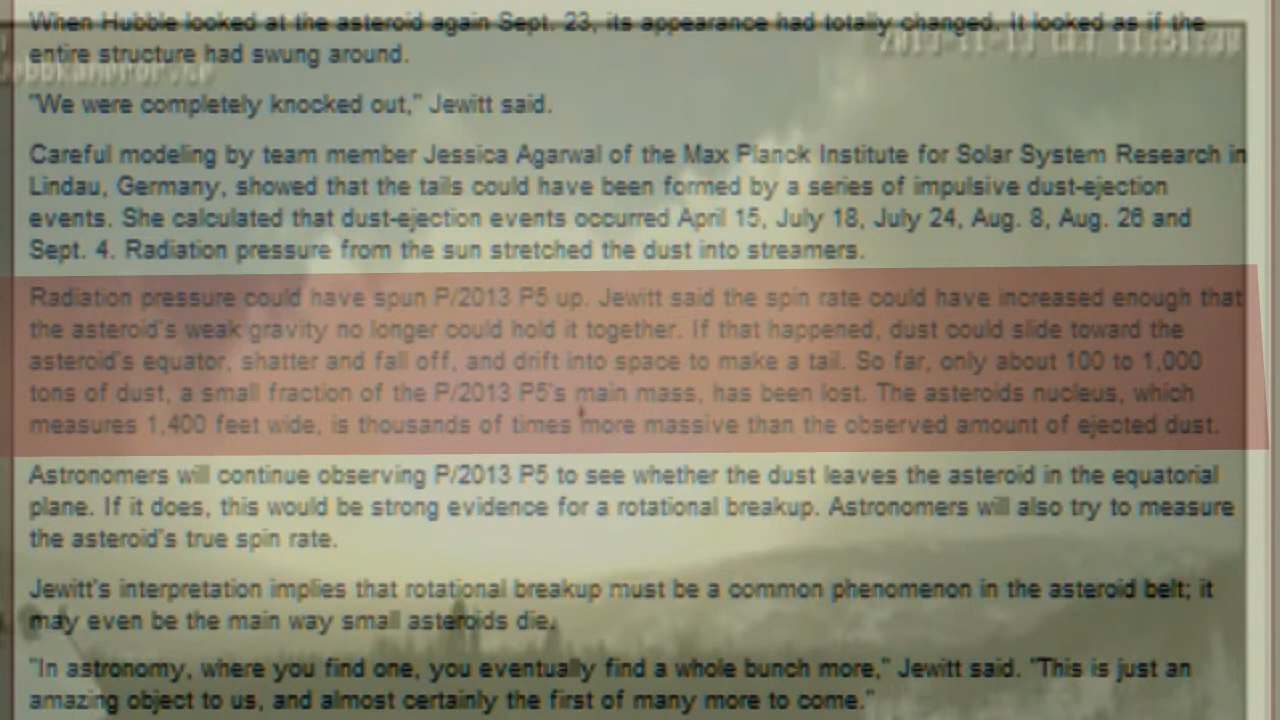 When Hubble looked at the asteroid again Sept. 23, its appearance had totally changed. It looked as if the
entire structure had swung around.
"We were completely knocked out," Jewitt said.
Careful modeling by team member Jessica Agarwal of the Max Planck Institute for Solar System Research in
Lindau, Germany, showed that the tails could have been formed by a series of impulsive dust-ejection
events. She calculated that dust-ejection events occurred April 15, July 18, July 24, Aug. 8, Aug. 26 and
Sept. 4. Radiation pressure from the sun stretched the dust into streamers.
Radiation pressure could have spun P/2013 P5 up. Jewitt said the spin rate could have increased enough that
the asteroid's weak gravity no longer could hold it together. If that happened, dust could slide toward the
asteroid's equator, shatter and fall off, and drift into space to make a tail. So far, only about 100 to 1,000
tons of dust, a small fraction of the P/2013 P5's main mass, has been lost. The asteroids nucleus, which
measures 1,400 feet wide, is thousands of times more massive than the observed amount of ejected dust.
Astronomers will continue observing P/2013 P5 to see whether the dust leaves the asteroid in the equatorial
plane. If it does, this would be strong evidence for a rotational breakup. Astronomers will also try to measure
the asteroid's true spin rate.
Jewitt's interpretation implies that rotational breakup must be a common phenomenon in the asteroid belt; it
may even be the main way small asteroids die.
"In astronomy, where you find one, you eventually find a whole bunch more," Jewitt said. "This is just an
amazing object to us, and almost certainly the first of many more to come."